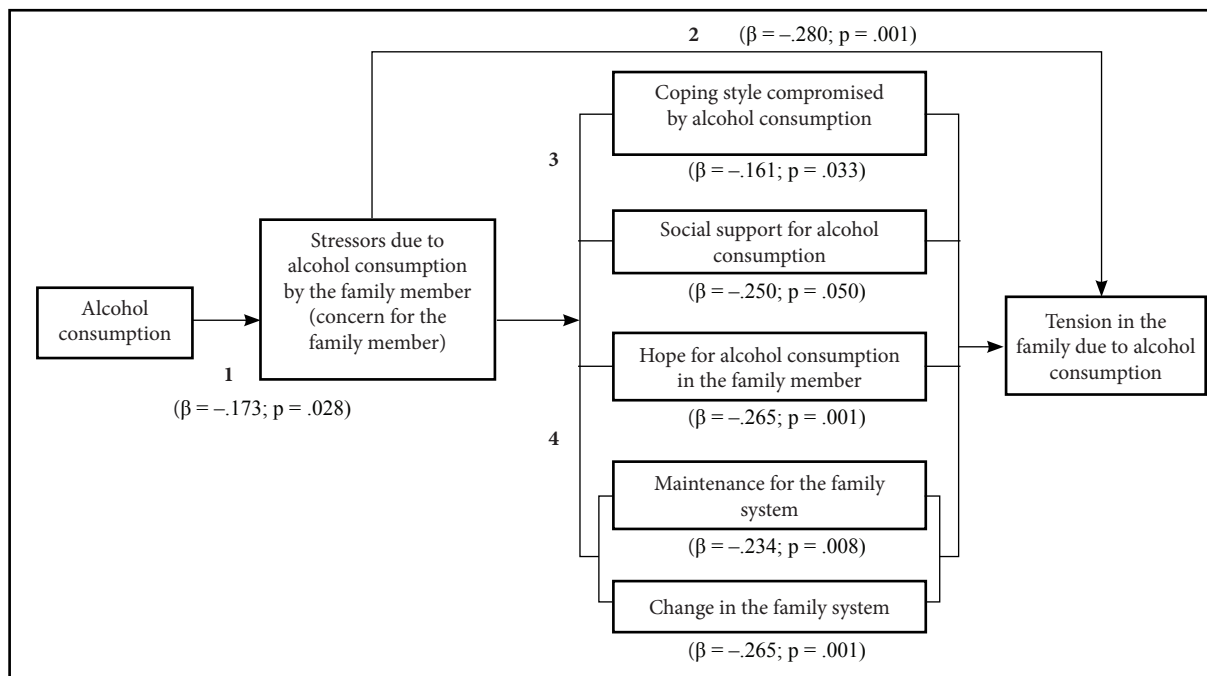 2 (β = –.280; p = .001)
Coping style compromised
by alcohol consumption
3
(β = –.161; p = .033)
Stressors due to
alcohol consumption
by the family member
(concern for the
family member)
Social support for alcohol
consumption
(β = –.250; p = .050)
Alcohol
consumption
1
(β = –.173; p = .028)
Hope for alcohol consumption
in the family member
(β = –.265; p = .001)
Tension in the
family due to alcohol
consumption
4
Maintenance for the family
system
(β = –.234; p = .008)
Change in the family system
(β = –.265; p = .001)